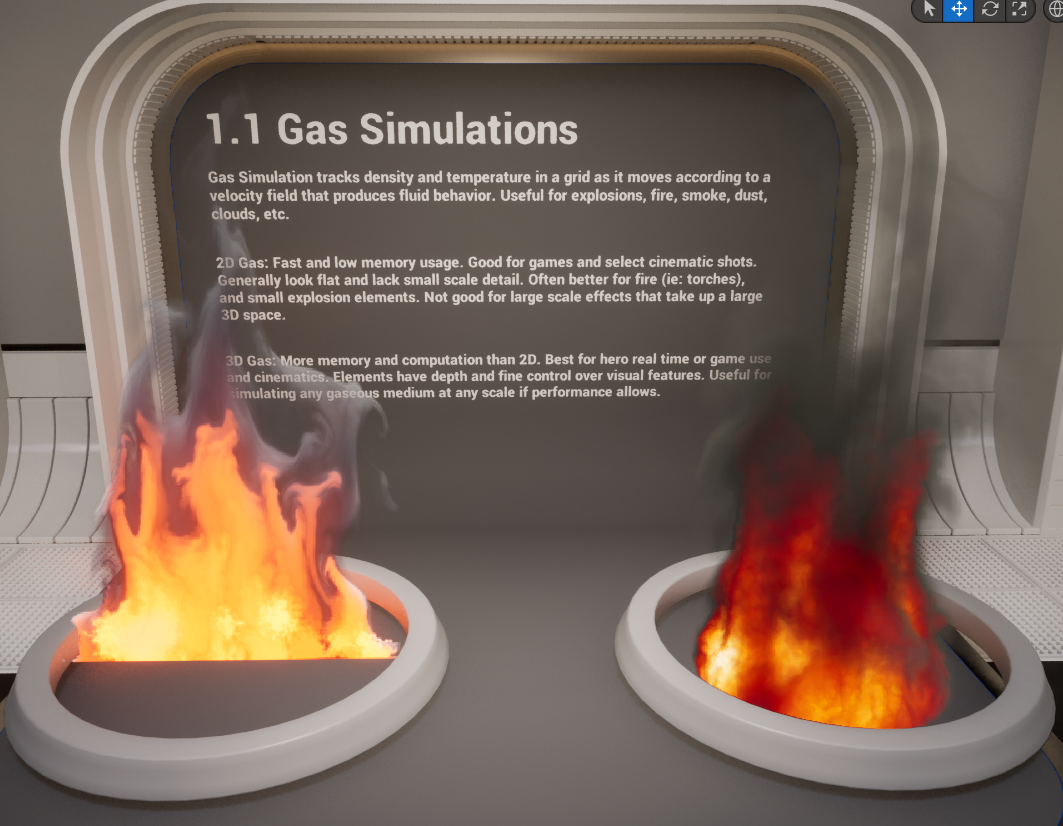 1.1 Gas Simulations
Gas Simulation tracks density and temperature in a grid as it moves according to a
velocity field that produces fluid behavior. Useful for explosions, fire, smoke, dust,
clouds, etc.
2D Gas: Fast and low memory usage. Good for games and select cinematic shots.
Generally look flat and lack small scale detail. Often better for fire (ie: torches),
and small explosion elements. Not good for large scale effects that take up a large
3D space.
3D Gas: More memory and computation than 2D. Best for hero real time or game use
and cinematics. Elements have depth and fine control over visual features. Useful for
simulating any gaseous medium at any scale if performance allows.